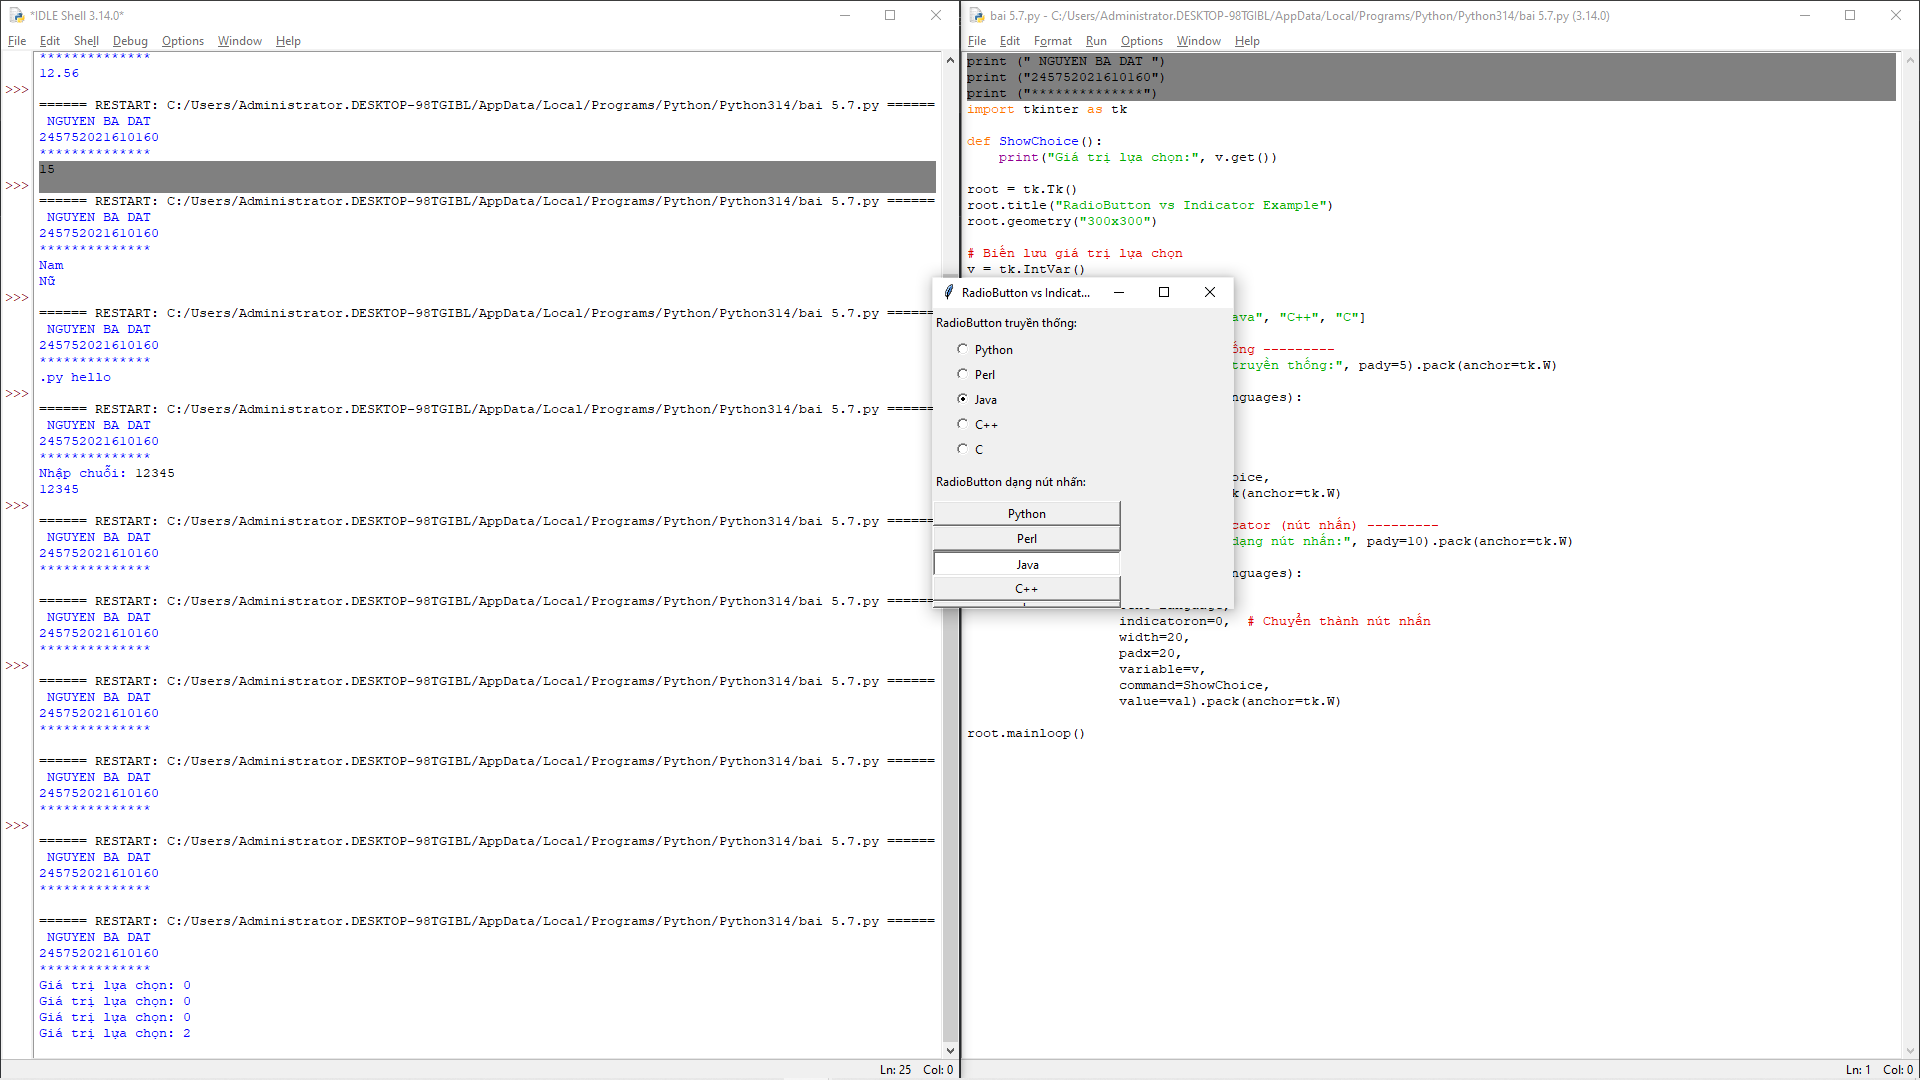 *IDLE Shell 3.14.0*
File Edit Shell Debug Options Window Help
**************
12.56
>>>
====== RESTART: C:/Users/Administrator.DESKTOP-98TGIBL/AppData/Local/Programs/Python/Python314/bai 5.7.py ======
NGUYEN BA DAT
245752021610160
**************
15
>>>
====== RESTART: C:/Users/Administrator.DESKTOP-98TGIBL/AppData/Local/Programs/Python/Python314/bai 5.7.py ======
NGUYEN BA DAT
245752021610160
**************
Nam
Nữ
>>>
====== RESTART: C:/Users/Administrator.DESKTOP-98TGIBL/AppData/Local/Programs/Python/Python314/bai 5.7.py ======
NGUYEN BA DAT
245752021610160
**************
.py hello
>>>
====== RESTART: C:/Users/Administrator.DESKTOP-98TGIBL/AppData/Local/Programs/Python/Python314/bai 5.7.py ======
NGUYEN BA DAT
245752021610160
**************
Nhập chuỗi: 12345
12345
>>>
====== RESTART: C:/Users/Administrator.DESKTOP-98TGIBL/AppData/Local/Programs/Python/Python314/bai 5.7.py ======
NGUYEN BA DAT
245752021610160
**************
====== RESTART: C:/Users/Administrator.DESKTOP-98TGIBL/AppData/Local/Programs/Python/Python314/bai 5.7.py ======
NGUYEN BA DAT
245752021610160
**************
>>>
====== RESTART: C:/Users/Administrator.DESKTOP-98TGIBL/AppData/Local/Programs/Python/Python314/bai 5.7.py ======
NGUYEN BA DAT
245752021610160
**************
====== RESTART: C:/Users/Administrator.DESKTOP-98TGIBL/AppData/Local/Programs/Python/Python314/bai 5.7.py ======
NGUYEN BA DAT
245752021610160
**************
>>>
====== RESTART: C:/Users/Administrator.DESKTOP-98TGIBL/AppData/Local/Programs/Python/Python314/bai 5.7.py ======
NGUYEN BA DAT
245752021610160
**************
====== RESTART: C:/Users/Administrator.DESKTOP-98TGIBL/AppData/Local/Programs/Python/Python314/bai 5.7.py ======
NGUYEN BA DAT
245752021610160
**************
Giá trị lựa chọn: 0
Giá trị lựa chọn: 0
Giá trị lựa chọn: 0
Giá trị lựa chọn: 2
Ln: 25 Col: 0
bai 5.7.py - C:/Users/Administrator.DESKTOP-98TGIBL/AppData/Local/Programs/Python/Python314/bai 5.7.py (3.14.0)
File Edit Format Run Options Window Help
print (" NGUYEN BA DAT ")
print ("245752021610160")
print ("**************")
import tkinter as tk
def ShowChoice():
print("Giá trị lựa chọn:", v.get())
root = tk.Tk()
root.title("RadioButton vs Indicator Example")
root.geometry("300x300")
# Biến lưu giá trị lựa chọn
v = tk.IntVar()
ava", "C++", "C"]
ống ---------
truyền thống:", pady=5).pack(anchor=tk.W)
nguages):
oice,
k(anchor=tk.W)
cator (nút nhấn) ---------
dạng nút nhấn:", pady=10).pack(anchor=tk.W)
nguages):
indicatoron=0, # Chuyển thành nút nhấn
width=20,
padx=20,
variable=v,
command=ShowChoice,
value=val).pack(anchor=tk.W)
root.mainloop()
Ln: 1 Col: 0
RadioButton vs Indicat...
RadioButton truyền thống:
Python
Perl
Java
C++
C
RadioButton dạng nút nhấn:
Python
Perl
Java
C++